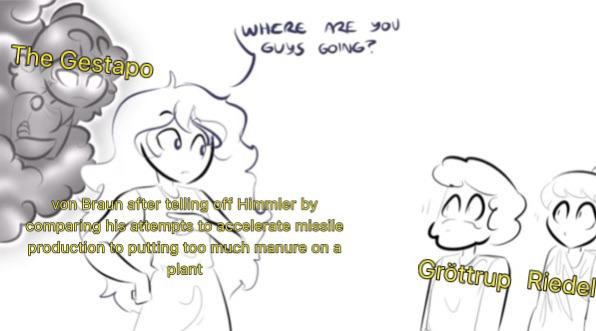 WHERE ARE YOU
GUYS GOING?
The Gestapo
von Braun after telling off Himmler by
comparing his attempts to accelerate missile
production to putting too much manure on a
plant
Gröttrup
Riedel